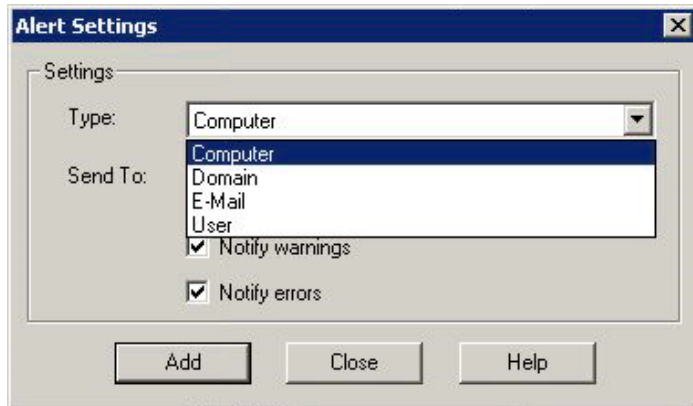 Alert Settings
Settings
Type:
Computer
Computer
Domain
Send To:
E-Mail
User
Notify warnings
Notify errors
Add Close Help